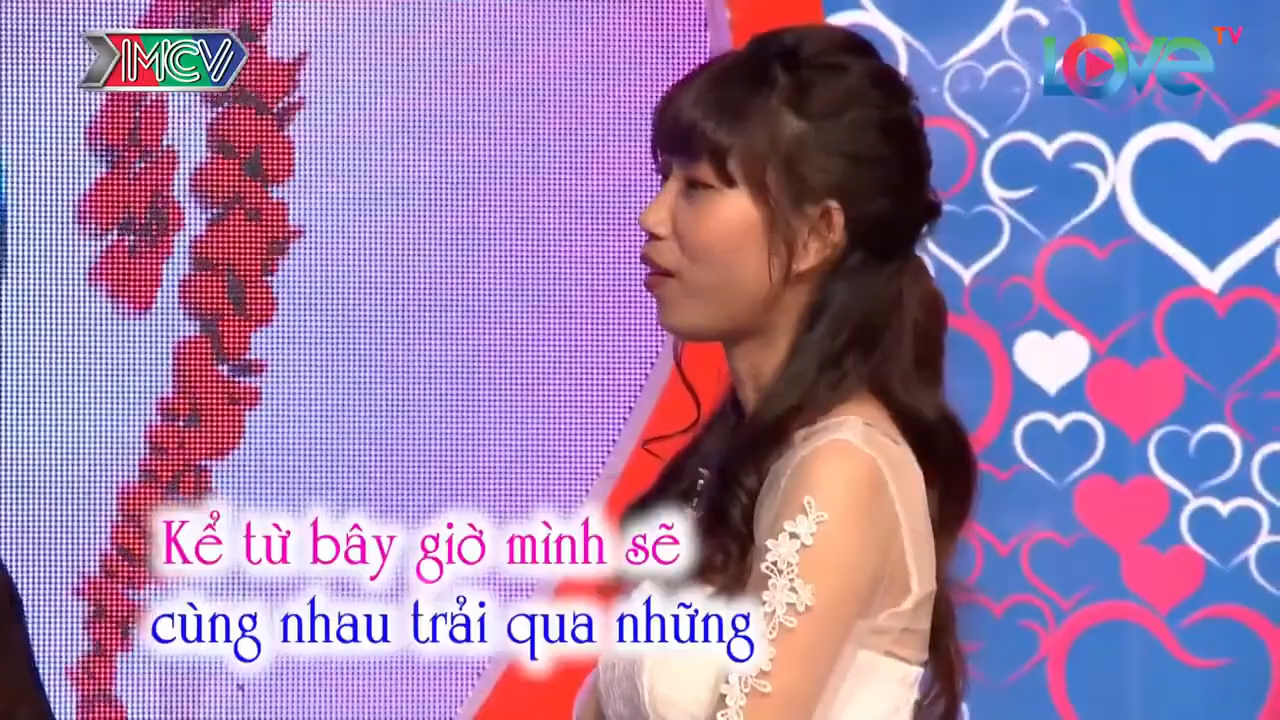 MCV
LOVE TV
Kể từ bây giờ mình sẽ
cùng nhau trải qua những